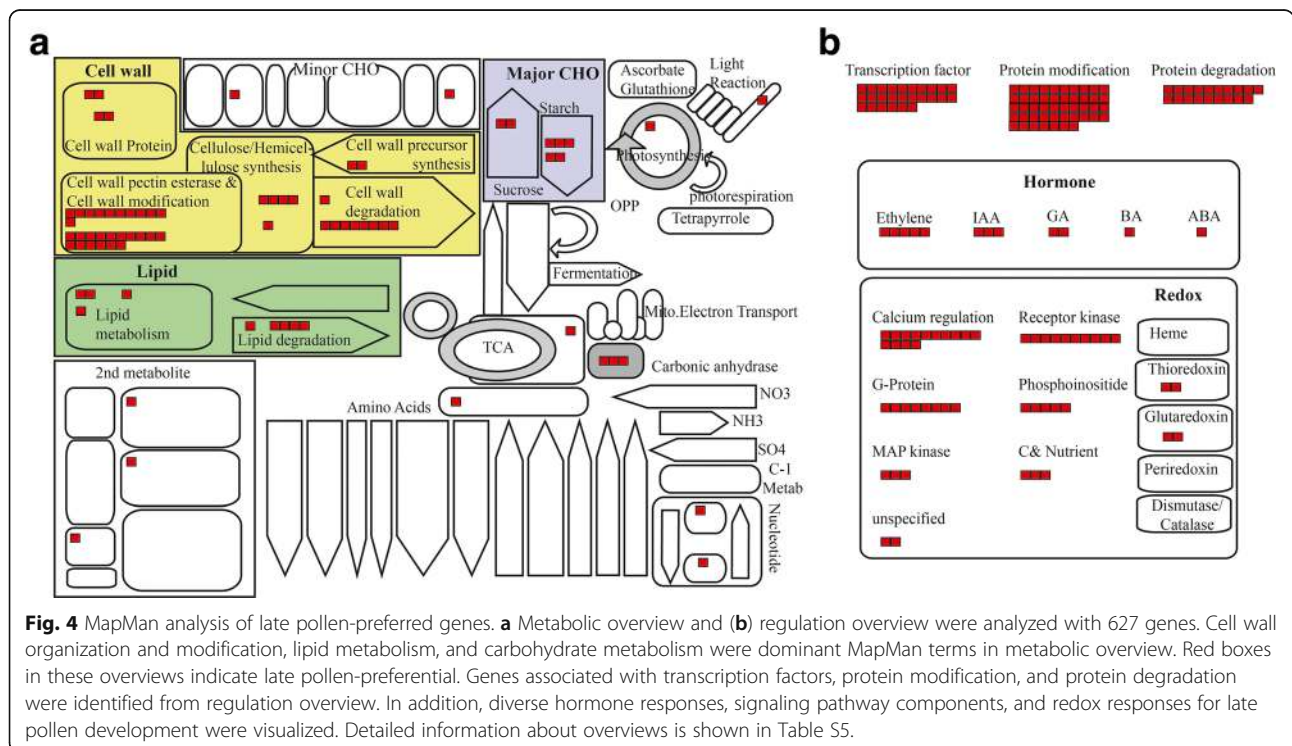 a
Cell wall
Cell wall Protein
Minor CHO
Major CHO
Starch
Sucrose
Ascorbate
Glutathione
Light
Reaction
Photosynthesis
photorespiration
OPP
Tetrapyrrole
Cellulose/Hemicel-
lulose synthesis
Cell wall precursor
synthesis
Cell wall pectin esterase &
Cell wall modification
Cell wall
degradation
Lipid
Lipid
metabolism
Lipid degradation
Fermentation
Mito.Electron Transport
TCA
Carbonic anhydrase
2nd metabolite
Amino Acids
NO3
NH3
SO4
C-1
Metab
Nucleotide
b
Transcription factor
Protein modification
Protein degradation
Hormone
Ethylene
IAA
GA
BA
ABA
Redox
Calcium regulation
Receptor kinase
Heme
G-Protein
Phosphoinositide
Thioredoxin
Glutaredoxin
MAP kinase
C& Nutrient
Periredoxin
unspecified
Dismutase/
Catalase
Fig. 4 MapMan analysis of late pollen-preferred genes. a Metabolic overview and (b) regulation overview were analyzed with 627 genes. Cell wall
organization and modification, lipid metabolism, and carbohydrate metabolism were dominant MapMan terms in metabolic overview. Red boxes
in these overviews indicate late pollen-preferential. Genes associated with transcription factors, protein modification, and protein degradation
were identified from regulation overview. In addition, diverse hormone responses, signaling pathway components, and redox responses for late
pollen development were visualized. Detailed information about overviews is shown in Table S5.